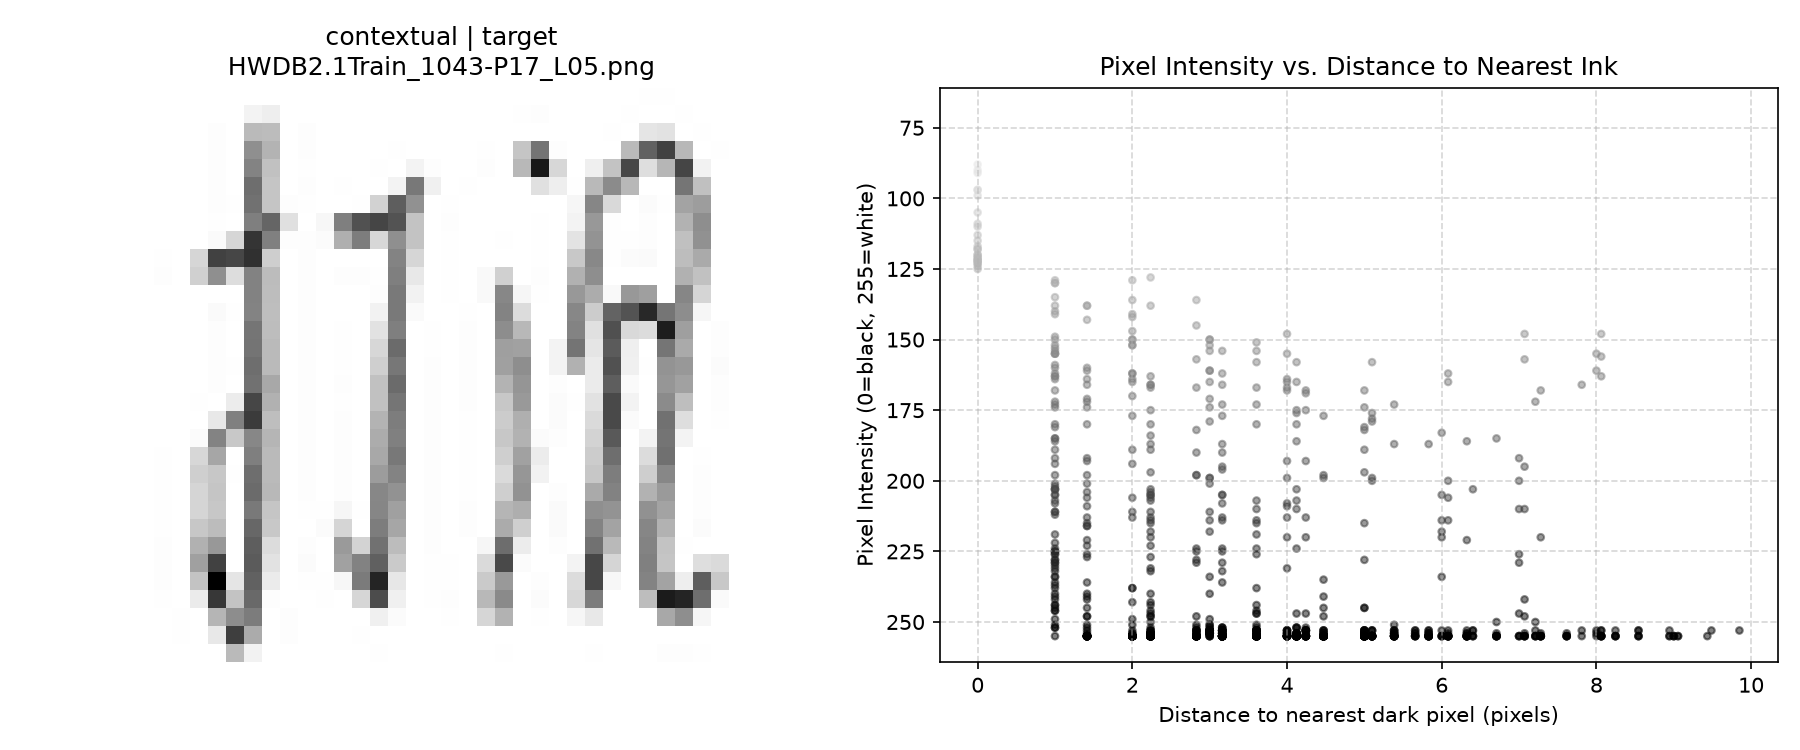 contextual | target
HWDB2.1Train_1043-P17_L05.png
Pixel Intensity vs. Distance to Nearest Ink
Pixel Intensity (0=black, 255=white)
75
100
125
150
175
200
225
250
0 2 4 6 8 10
Distance to nearest dark pixel (pixels)